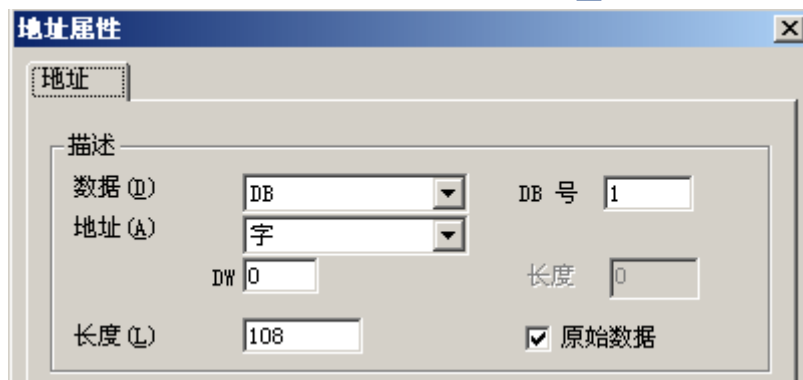 地址属性
地址
描述
数据(D) DB DB 号 1
地址(A) 字
DW 0 长度 0
长度(L) 108 原始数据